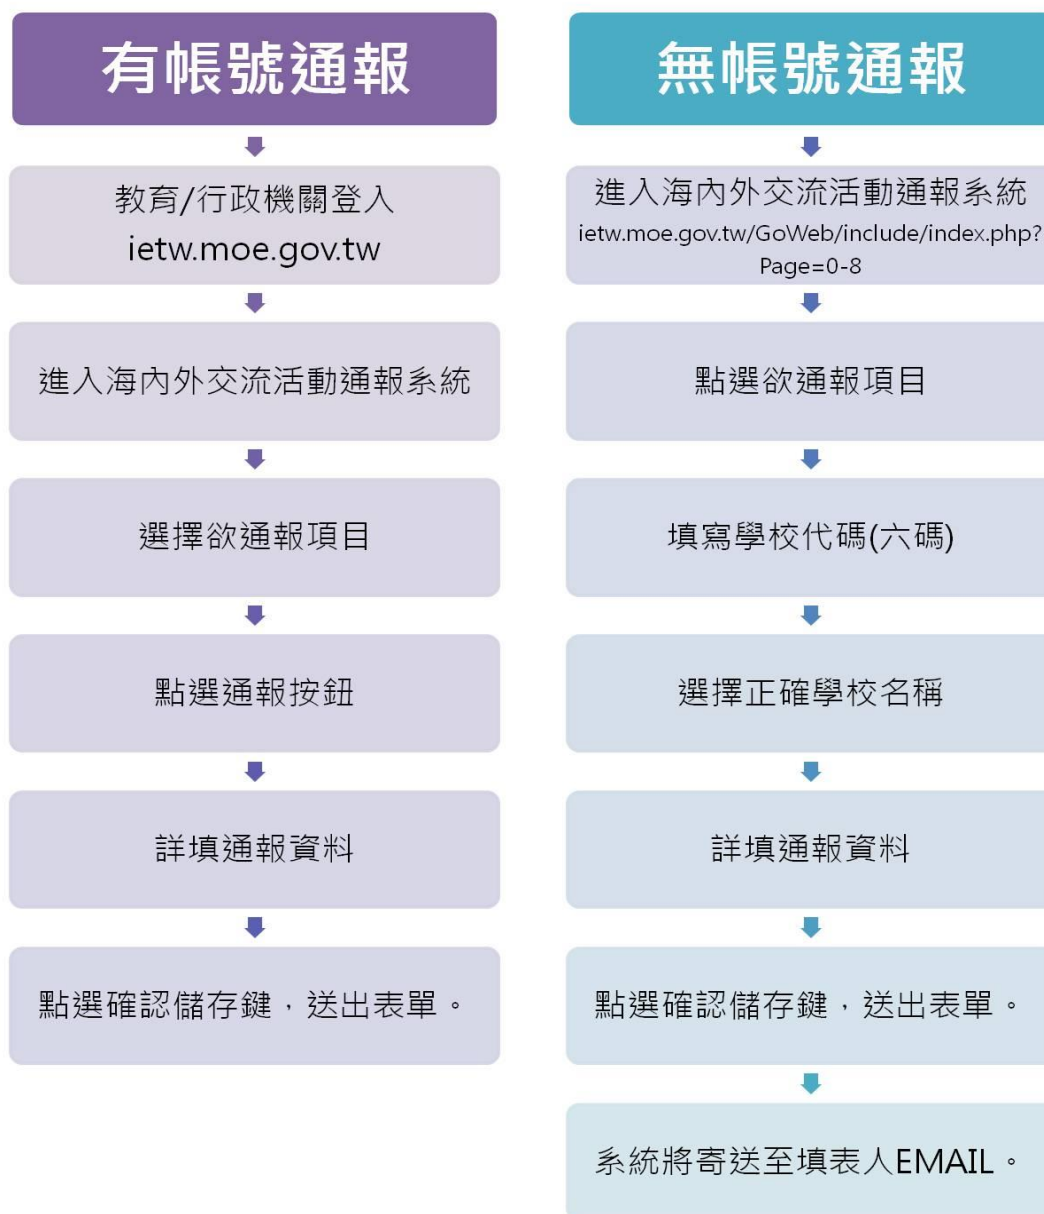 有帳號通報
教育/行政機關登入
ietw.moe.gov.tw
進入海內外交流活動通報系統
選擇欲通報項目
點選通報按鈕
詳填通報資料
點選確認儲存鍵，送出表單。
無帳號通報
進入海內外交流活動通報系統
ietw.moe.gov.tw/GoWeb/include/index.php?
Page=0-8
點選欲通報項目
填寫學校代碼(六碼)
選擇正確學校名稱
詳填通報資料
點選確認儲存鍵，送出表單。
系統將寄送至填表人EMAIL。